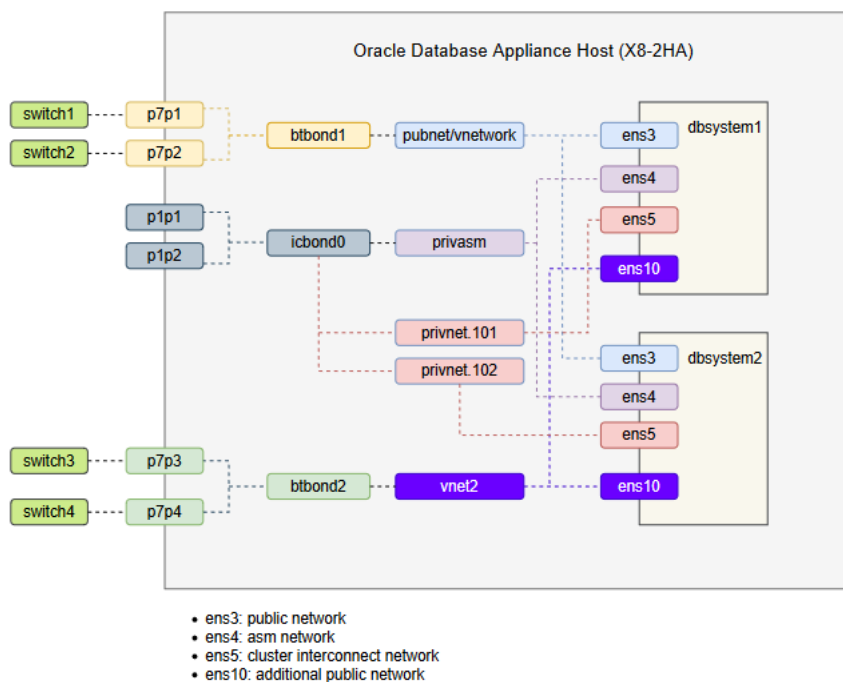 Oracle Database Appliance Host (X8-2HA)
switch1
p7p1
btbond1
pubnet/vnetwork
ens3
dbsystem1
switch2
p7p2
ens4
p1p1
ens5
icbond0
privasm
p1p2
ens10
privnet.101
privnet.102
ens3
dbsystem2
ens4
ens5
switch3
p7p3
btbond2
vnet2
ens10
switch4
p7p4
• ens3: public network
• ens4: asm network
• ens5: cluster interconnect network
• ens10: additional public network